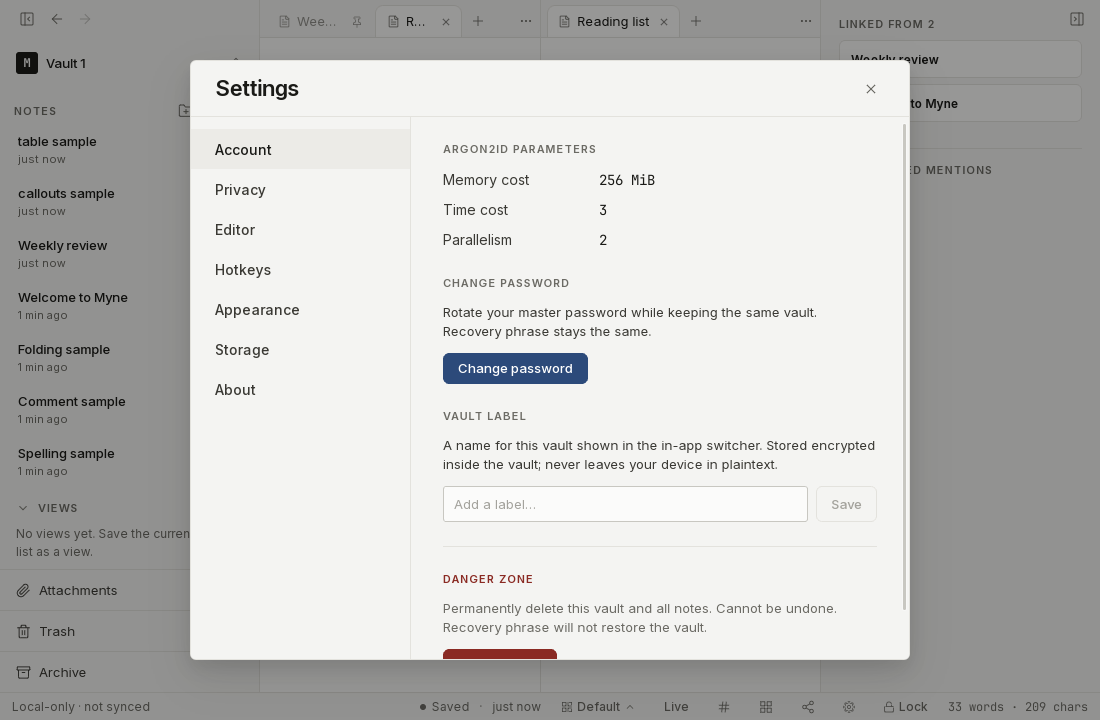 Wee…
R…
Reading list
LINKED FROM 2
M
Vault 1
Weekly review
to Myne
NOTES
table sample
just now
callouts sample
just now
Weekly review
just now
Welcome to Myne
1 min ago
Folding sample
1 min ago
Comment sample
1 min ago
Spelling sample
1 min ago
VIEWS
No views yet. Save the curren
list as a view.
Attachments
Trash
Archive
Settings
Account
Privacy
Editor
Hotkeys
Appearance
Storage
About
ARGON2ID PARAMETERS
Memory cost 256 MiB
Time cost 3
Parallelism 2
CHANGE PASSWORD
Rotate your master password while keeping the same vault.
Recovery phrase stays the same.
Change password
VAULT LABEL
A name for this vault shown in the in-app switcher. Stored encrypted
inside the vault; never leaves your device in plaintext.
Add a label…
Save
DANGER ZONE
Permanently delete this vault and all notes. Cannot be undone.
Recovery phrase will not restore the vault.
MENTIONS
Local-only · not synced
Saved · just now
Default
Live
Lock
33 words · 209 chars